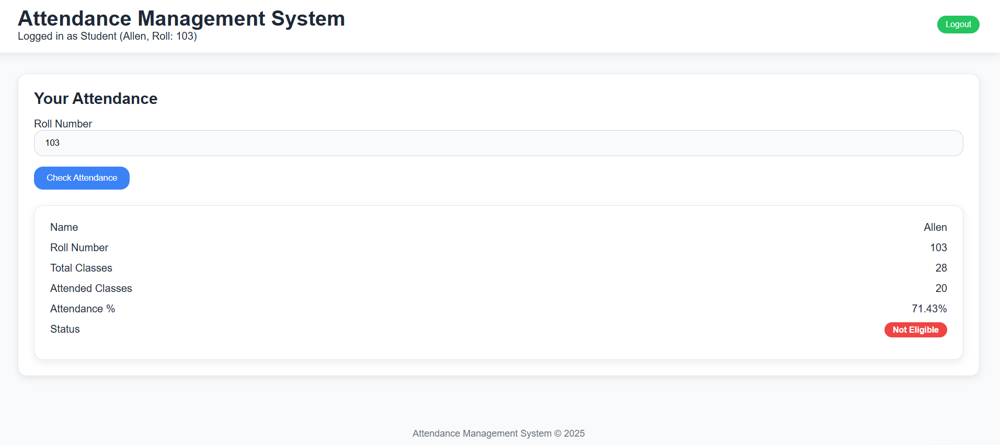 Attendance Management System
Logged in as Student (Allen, Roll: 103)
Logout
Your Attendance
Roll Number
103
Check Attendance
Name Allen
Roll Number 103
Total Classes 28
Attended Classes 20
Attendance % 71.43%
Status Not Eligible
Attendance Management System © 2025